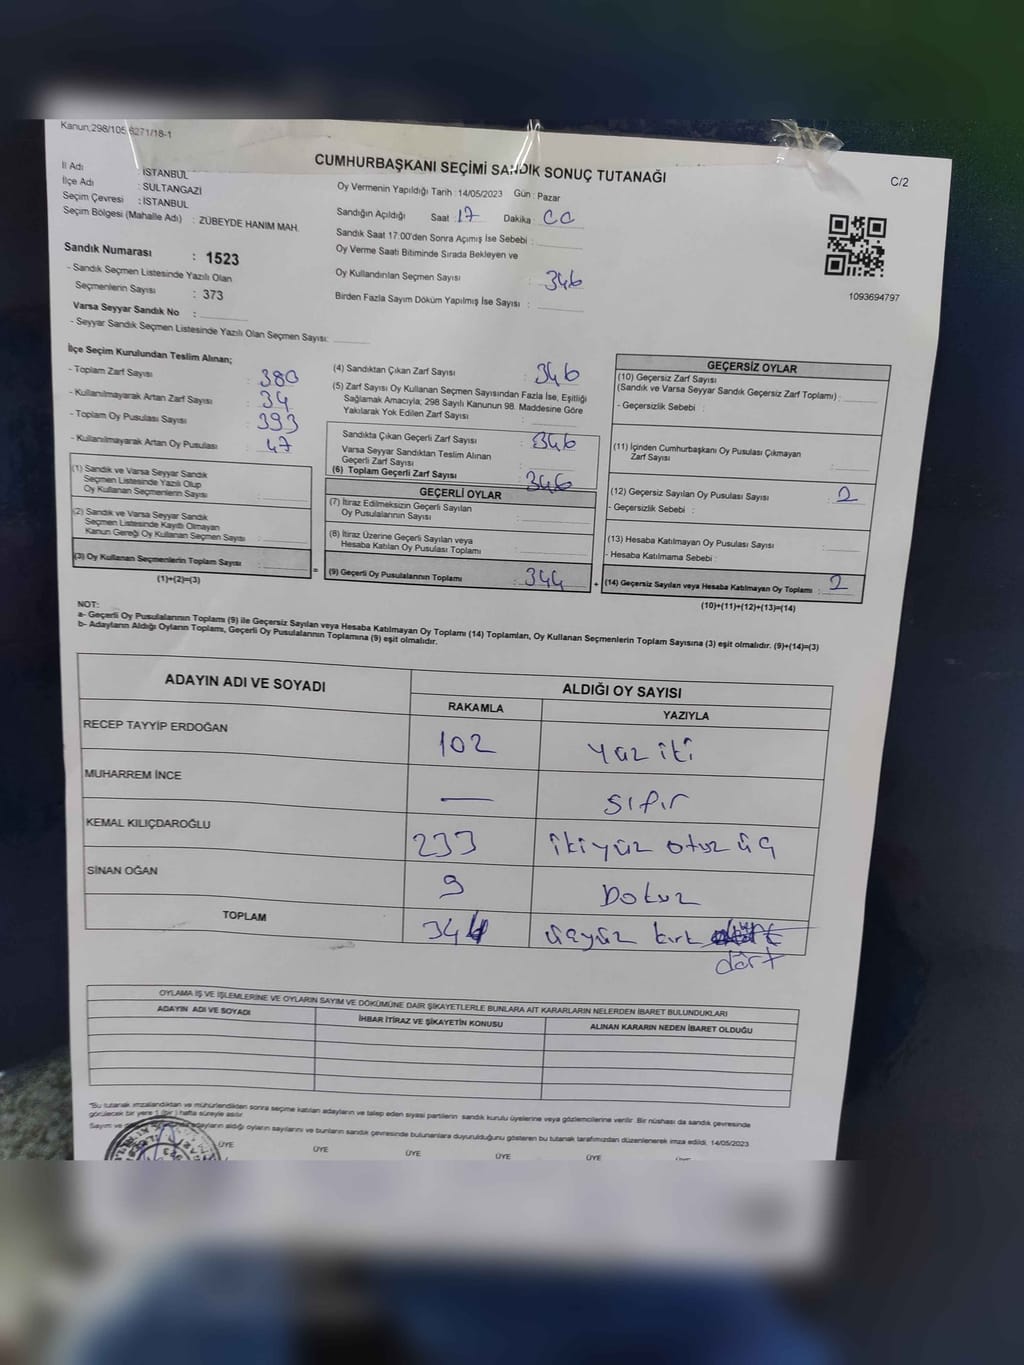 Kanun;298/105 6271/18-1
CUMHURBAŞKANI SEÇİMİ SANDIK SONUÇ TUTANAĞI
C/2
İl Adı : İSTANBUL
İlçe Adı : SULTANGAZİ
Seçim Çevresi : İSTANBUL
Seçim Bölgesi (Mahalle Adı) : ZÜBEYDE HANIM MAH.
Sandık Numarası : 1523
- Sandık Seçmen Listesinde Yazılı Olan
Seçmenlerin Sayısı : 373
Varsa Seyyar Sandık No :
- Seyyar Sandık Seçmen Listesinde Yazılı Olan Seçmen Sayısı:
Oy Vermenin Yapıldığı Tarih : 14/05/2023 Gün : Pazar
Sandığın Açıldığı Saat : 17 Dakika : 00
Sandık Saat 17:00'den Sonra Açımış İse Sebebi :
Oy Verme Saati Bitiminde Sırada Bekleyen ve
Oy Kullandırılan Seçmen Sayısı : 346
Birden Fazla Sayım Döküm Yapılmış İse Sayısı :
1093694797
İlçe Seçim Kurulundan Teslim Alınan;
- Toplam Zarf Sayısı : 380
- Kullanılmayarak Artan Zarf Sayısı : 34
- Toplam Oy Pusulası Sayısı : 393
- Kullanılmayarak Artan Oy Pusulası : 47
(1) Sandık ve Varsa Seyyar Sandık
Seçmen Listesinde Yazılı Olup
Oy Kullanan Seçmenlerin Sayısı :
(2) Sandık ve Varsa Seyyar Sandık
Seçmen Listesinde Kayıtlı Olmayan
Kanun Gereği Oy Kullanan Seçmen Sayısı :
(3) Oy Kullanan Seçmenlerin Toplam Sayısı :
(1)+(2)=(3)
=
(4) Sandıktan Çıkan Zarf Sayısı : 346
(5) Zarf Sayısı Oy Kullanan Seçmen Sayısından Fazla İse, Eşitliği
Sağlamak Amacıyla; 298 Sayılı Kanunun 98. Maddesine Göre
Yakılarak Yok Edilen Zarf Sayısı :
Sandıkta Çıkan Geçerli Zarf Sayısı : 346
Varsa Seyyar Sandıktan Teslim Alınan
Geçerli Zarf Sayısı :
(6) Toplam Geçerli Zarf Sayısı : 346
GEÇERLİ OYLAR
(7) İtiraz Edilmeksizin Geçerli Sayılan
Oy Pusulalarının Sayısı :
(8) İtiraz Üzerine Geçerli Sayılan veya
Hesaba Katılan Oy Pusulası Toplamı :
(9) Geçerli Oy Pusulalarının Toplamı : 344
+
GEÇERSİZ OYLAR
(10) Geçersiz Zarf Sayısı
(Sandık ve Varsa Seyyar Sandık Geçersiz Zarf Toplamı) :
- Geçersizlik Sebebi :
(11) İçinden Cumhurbaşkanı Oy Pusulası Çıkmayan
Zarf Sayısı :
(12) Geçersiz Sayılan Oy Pusulası Sayısı : 2
- Geçersizlik Sebebi :
(13) Hesaba Katılmayan Oy Pusulası Sayısı :
- Hesaba Katılmama Sebebi :
(14) Geçersiz Sayılan veya Hesaba Katılmayan Oy Toplamı : 2
(10)+(11)+(12)+(13)=(14)
NOT:
a- Geçerli Oy Pusulalarının Toplamı (9) ile Geçersiz Sayılan veya Hesaba Katılmayan Oy Toplamı (14) Toplamları, Oy Kullanan Seçmenlerin Toplam Sayısına (3) eşit olmalıdır. (9)+(14)=(3)
b- Adayların Aldığı Oyların Toplamı, Geçerli Oy Pusulalarının Toplamına (9) eşit olmalıdır.
ADAYIN ADI VE SOYADI
ALDIĞI OY SAYISI
RAKAMLA YAZIYLA
RECEP TAYYİP ERDOĞAN 102 yüz iki
MUHARREM İNCE — sıfır
KEMAL KILIÇDAROĞLU 233 ikiyüz otuz üç
SİNAN OĞAN 9 Dokuz
TOPLAM 344 üçyüz kırk
dört
OYLAMA İŞ VE İŞLEMLERİNE VE OYLARIN SAYIM VE DÖKÜMÜNE DAİR ŞİKAYETLERLE BUNLARA AİT KARARLARIN NELERDEN İBARET BULUNDUKLARI
ADAYIN ADI VE SOYADI İHBAR İTİRAZ VE ŞİKAYETİN KONUSU ALINAN KARARIN NEDEN İBARET OLDUĞU
*Bu tutanak imzalandıktan ve mühürlendikten sonra seçime katılan adayların ve talep eden siyasi partilerin sandık kurulu üyelerine veya gözlemcilerine verilir. Bir nüshası da sandık çevresinde
görülecek bir yere 1 (bir) hafta süreyle asılır.
Sayım ve adayların aldığı oyların sayılarını ve bunların sandık çevresinde bulunanlara duyurulduğunu gösteren bu tutanak tarafımızdan düzenlenerek imza edildi. 14/05/2023
ÜYE ÜYE ÜYE ÜYE ÜYE ÜYE